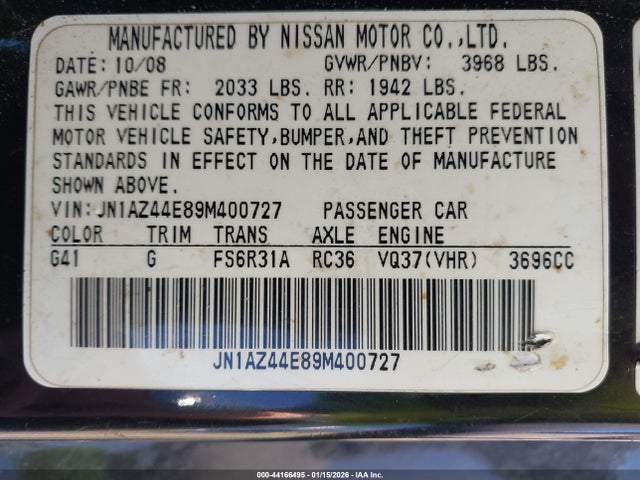 MANUFACTURED BY NISSAN MOTOR CO.,LTD.
DATE: 10/08 GVWR/PNBV: 3968 LBS.
GAWR/PNBE FR: 2033 LBS. RR: 1942 LBS.
THIS VEHICLE CONFORMS TO ALL APPLICABLE FEDERAL
MOTOR VEHICLE SAFETY,BUMPER,AND THEFT PREVENTION
STANDARDS IN EFFECT ON THE DATE OF MANUFACTURE
SHOWN ABOVE.
VIN: JN1AZ44E89M400727 PASSENGER CAR
COLOR TRIM TRANS AXLE ENGINE
G41 G FS6R31A RC36 VQ37(VHR) 3696CC
JN1AZ44E89M400727
000-44166495 - 01/15/2026 - IAA Inc.